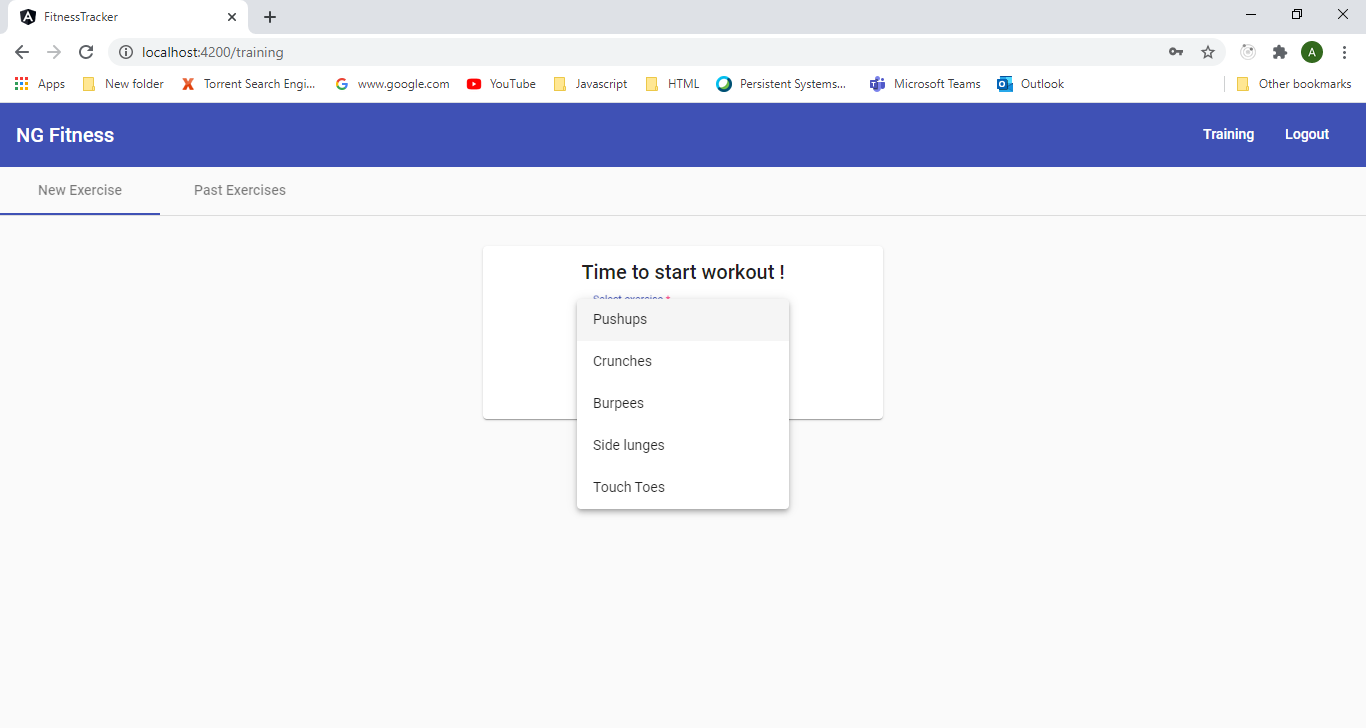 FitnessTracker
localhost:4200/training
Apps New folder Torrent Search Engi... www.google.com YouTube Javascript HTML Persistent Systems... Microsoft Teams Outlook Other bookmarks
A
NG Fitness Training Logout
New Exercise Past Exercises
Time to start workout !
Select exercise *
Pushups
Crunches
Burpees
Side lunges
Touch Toes